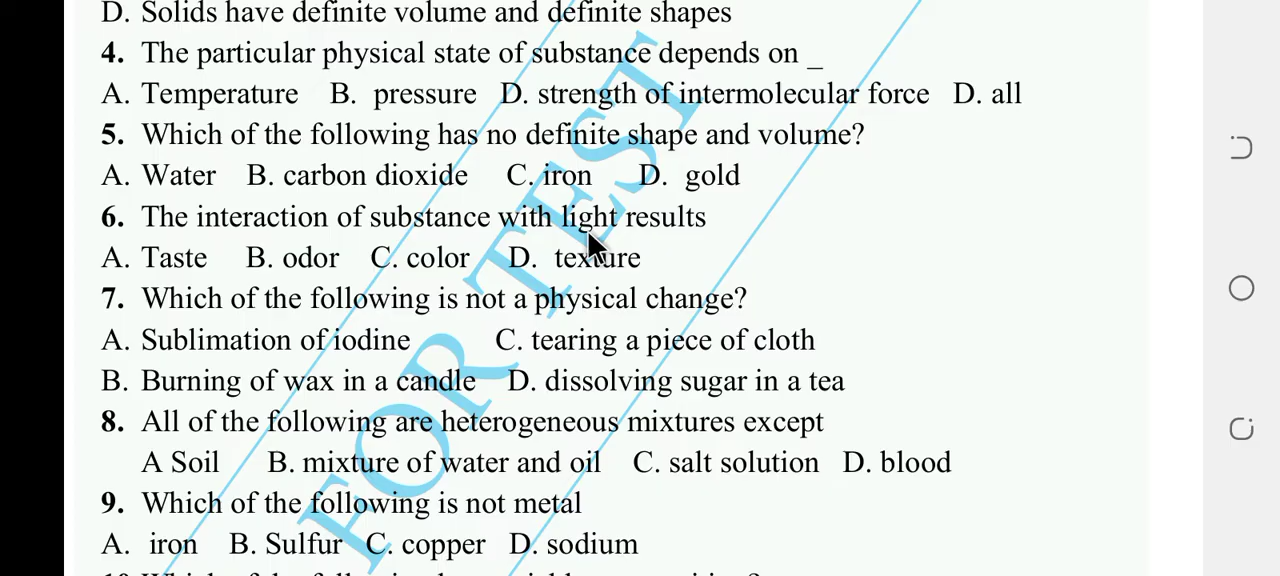 D. Solids have definite volume and definite shapes
4. The particular physical state of substance depends on _
A. Temperature B. pressure D. strength of intermolecular force D. all
5. Which of the following has no definite shape and volume?
A. Water B. carbon dioxide C. iron D. gold
6. The interaction of substance with light results
A. Taste B. odor C. color D. texture
7. Which of the following is not a physical change?
A. Sublimation of iodine C. tearing a piece of cloth
B. Burning of wax in a candle D. dissolving sugar in a tea
8. All of the following are heterogeneous mixtures except
A Soil B. mixture of water and oil C. salt solution D. blood
9. Which of the following is not metal
A. iron B. Sulfur C. copper D. sodium
FOR TEST